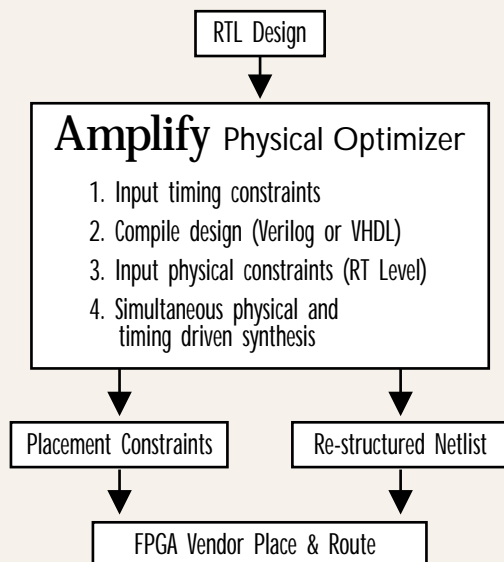 RTL Design
Amplify Physical Optimizer
1. Input timing constraints
2. Compile design (Verilog or VHDL)
3. Input physical constraints (RT Level)
4. Simultaneous physical and
timing driven synthesis
Placement Constraints
Re-structured Netlist
FPGA Vendor Place & Route